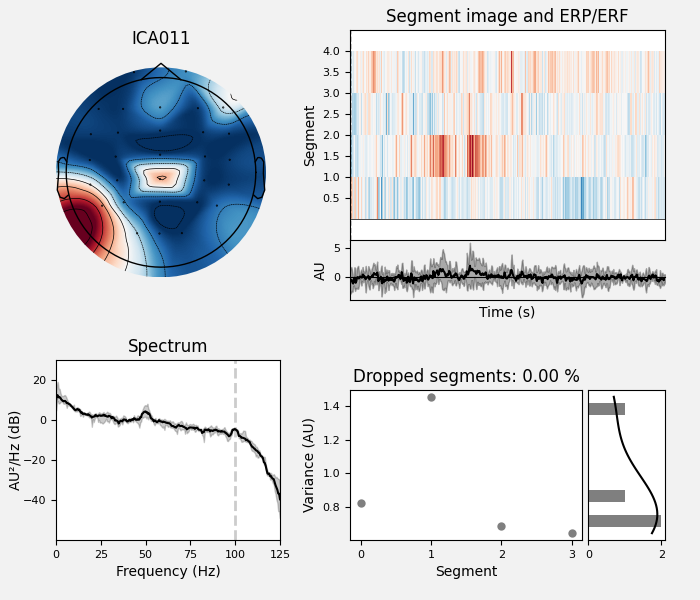 ICA011
Segment image and ERP/ERF
Segment
4.0
3.5
3.0
2.5
2.0
1.5
1.0
0.5
AU
5
0
Time (s)
Spectrum
AU²/Hz (dB)
20
0
−20
−40
0 25 50 75 100 125
Frequency (Hz)
Dropped segments: 0.00 %
Variance (AU)
1.4
1.2
1.0
0.8
0 1 2 3
0 2
Segment